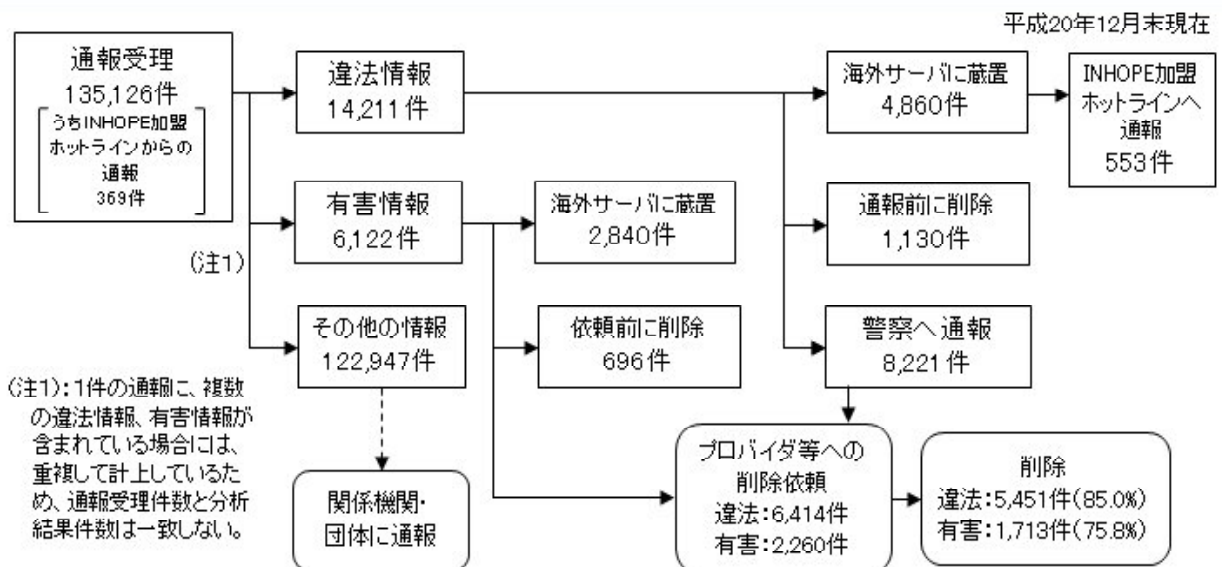 平成20年12月末現在
通報受理
135,126件
うちINHOPE加盟
ホットラインからの
通報
369件
違法情報
14,211件
海外サーバに蔵置
4,860件
INHOPE加盟
ホットラインへ
通報
553件
有害情報
6,122件
海外サーバに蔵置
2,840件
通報前に削除
1,130件
(注1)
その他の情報
122,947件
依頼前に削除
696件
警察へ通報
8,221件
(注1):1件の通報に、複数
の違法情報、有害情報が
含まれている場合には、
重複して計上しているた
め、通報受理件数と分析
結果件数は一致しない。
関係機関・
団体に通報
プロバイダ等への
削除依頼
違法:6,414件
有害:2,260件
削除
違法:5,451件(85.0%)
有害:1,713件(75.8%)